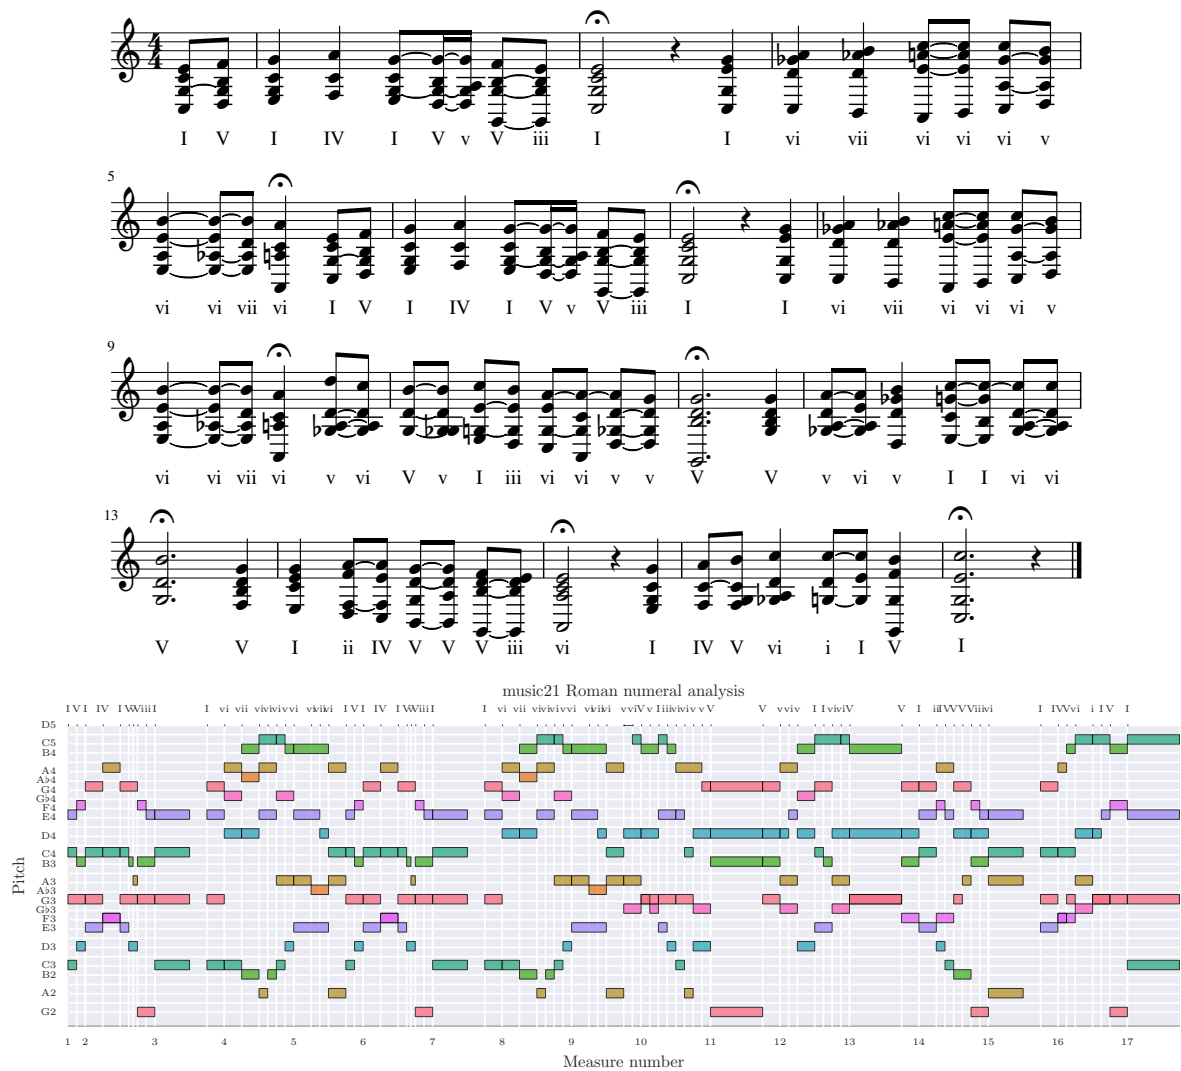 4
4
I V I IV I V v V iii I I vi vii vi vi vi v
5
vi vi vii vi I V I IV I V v V iii I I vi vii vi vi vi v
9
vi vi vii vi v vi V v I iii vi vi v v V V v vi v I I vi vi
13
V V I ii IV V V V iii vi I IV V vi i I V I
music21 Roman numeral analysis
D5
C5
B4
A4
A♭4
G4
G♭4
F4
E4
D4
C4
B3
A3
A♭3
G3
G♭3
F3
E3
D3
C3
B2
A2
G2
Pitch
1 2 3 4 5 6 7 8 9 10 11 12 13 14 15 16 17
Measure number